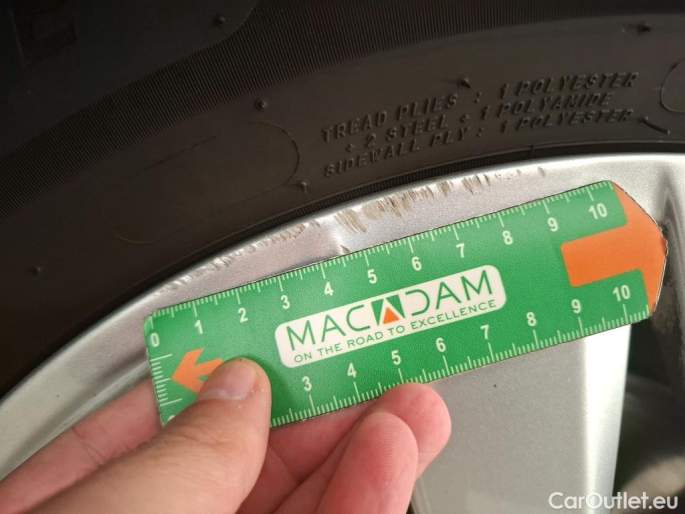 TREAD PLIES : 1 POLYESTER
+ 2 STEEL + 1 POLYAMIDE
SIDEWALL PLY : 1 POLYESTER
0 1 2 3 4 5 6 7 8 9 10
MACADAM
ON THE ROAD TO EXCELLENCE
3 4 5 6 7 8 9 10
CarOutlet.eu